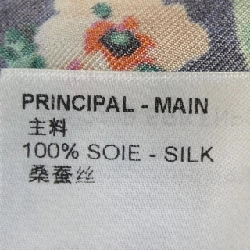 PRINCIPAL - MAIN
主料
100% SOIE - SILK
桑蚕丝